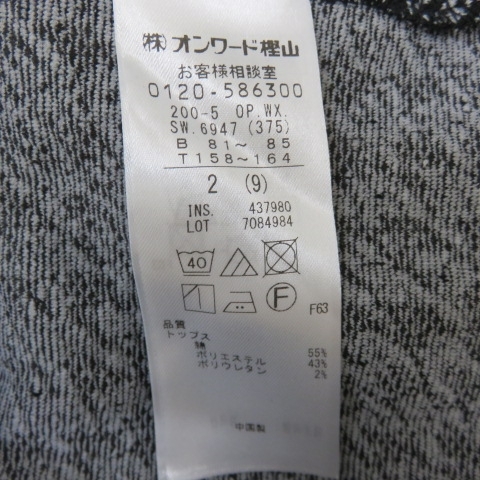 ㈱オンワード樫山
お客様相談室
0120-586300
200-5 OP.WX.
SW.6947 (375)
B 81～ 85
T 158～164
2 (9)
INS. 437980
LOT 7084984
40
F
F63
品質
トップス
綿 55%
ポリエステル 43%
ポリウレタン 2%
中国製